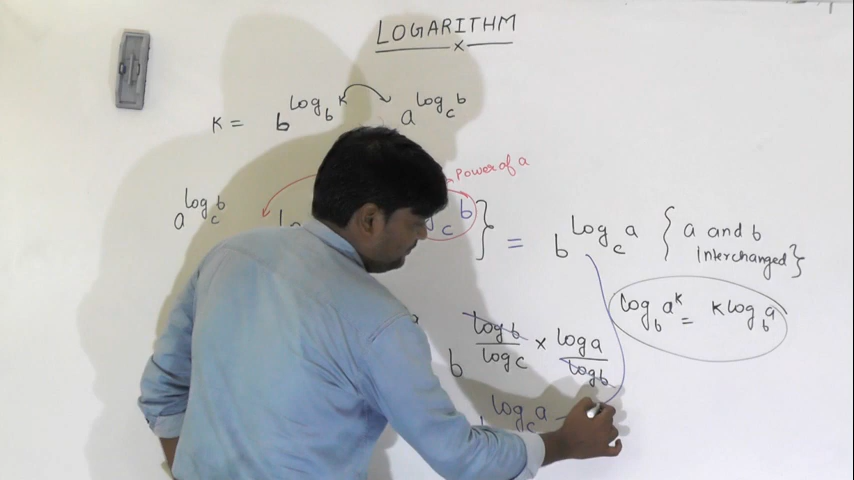 LOGARITHM
K = b^{log_b K} a^{log_c b}
Power of a
a^{log_c b} c b } = b^{log_c a} { a and b
Interchanged }
log_b a^K = K log_b a
b^{(log b / log c) × (log a / log b)}
log_c a